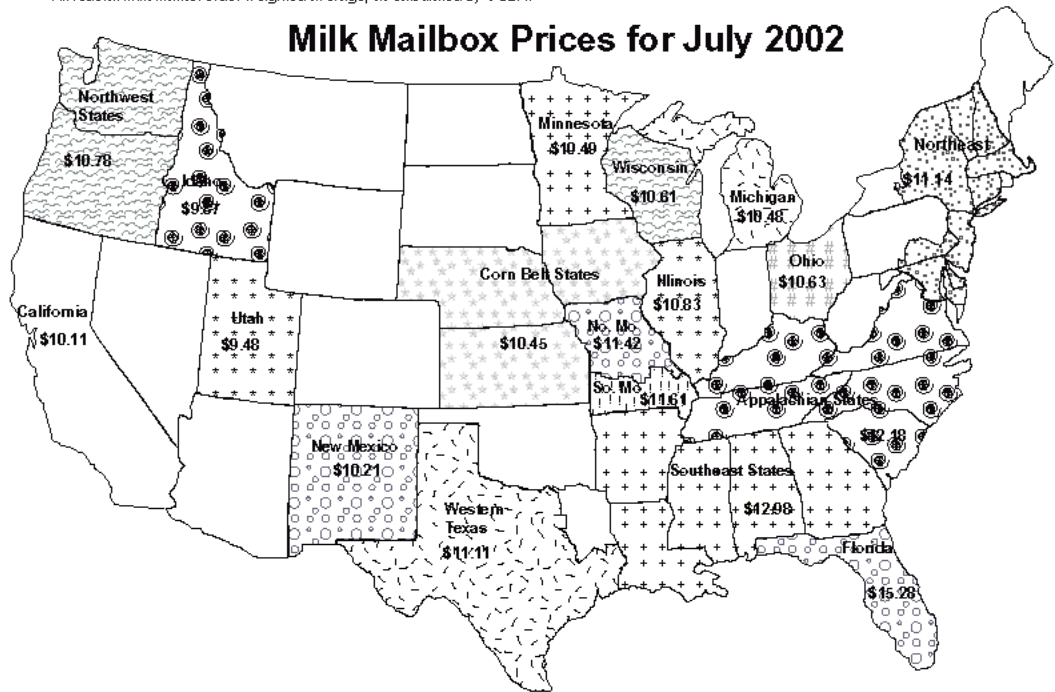 Milk Mailbox Prices for July 2002
Northwest
States
$10.78
Idaho
Minnesota
$10.49
Wisconsin
$10.61
Michigan
$10.48
Northeast
$11.14
Corn Belt States
$10.45
Ohio
$10.63
Illinois
$10.83
California
$10.11
Utah
$9.48
No. Mo.
$11.42
So. Mo.
$11.61
Appalachian States
$12.18
New Mexico
$10.21
Southeast States
$12.98
Western
Texas
$11.11
Florida
$15.28